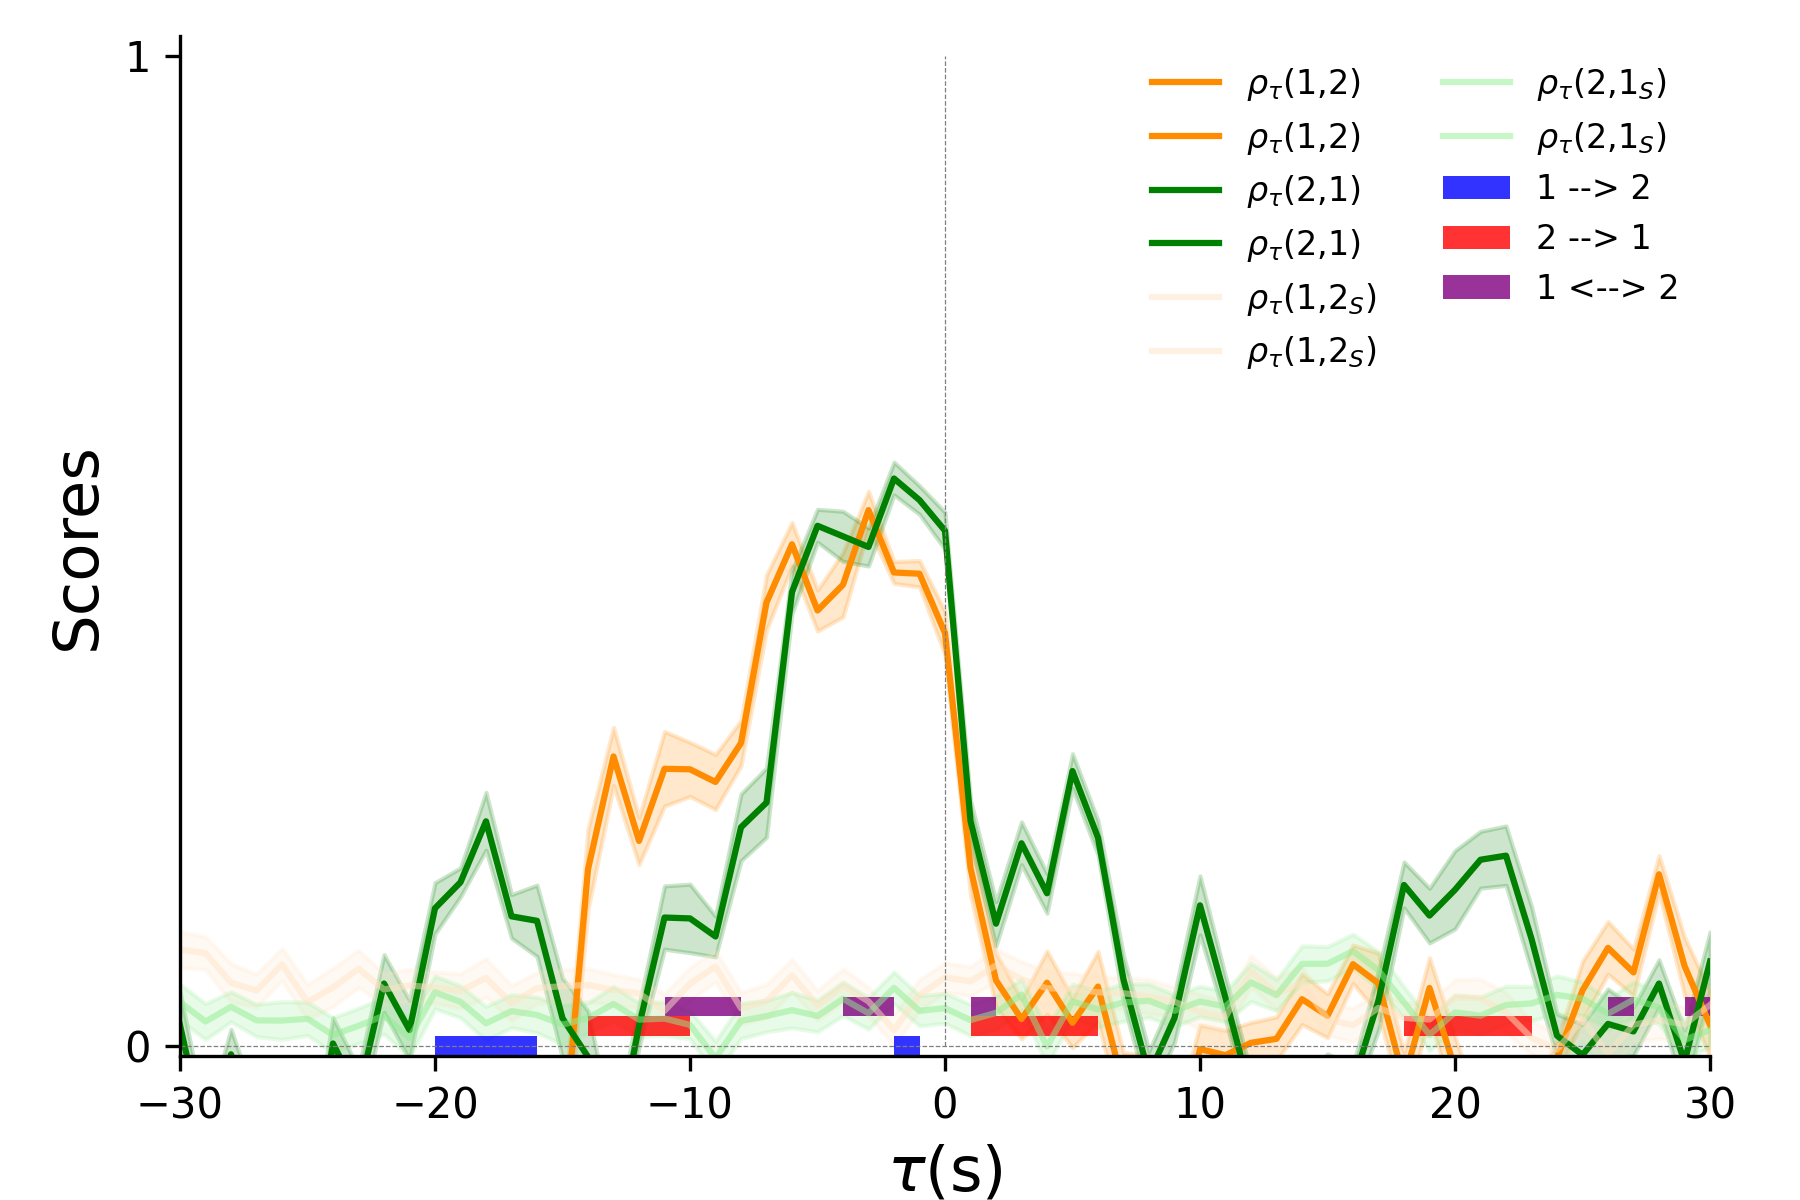 1
0
Scores
−30 −20 −10 0 10 20 30
τ(s)
ρτ(1,2)
ρτ(1,2)
ρτ(2,1)
ρτ(2,1)
ρτ(1,2S)
ρτ(1,2S)
ρτ(2,1S)
ρτ(2,1S)
1 --> 2
2 --> 1
1 <--> 2